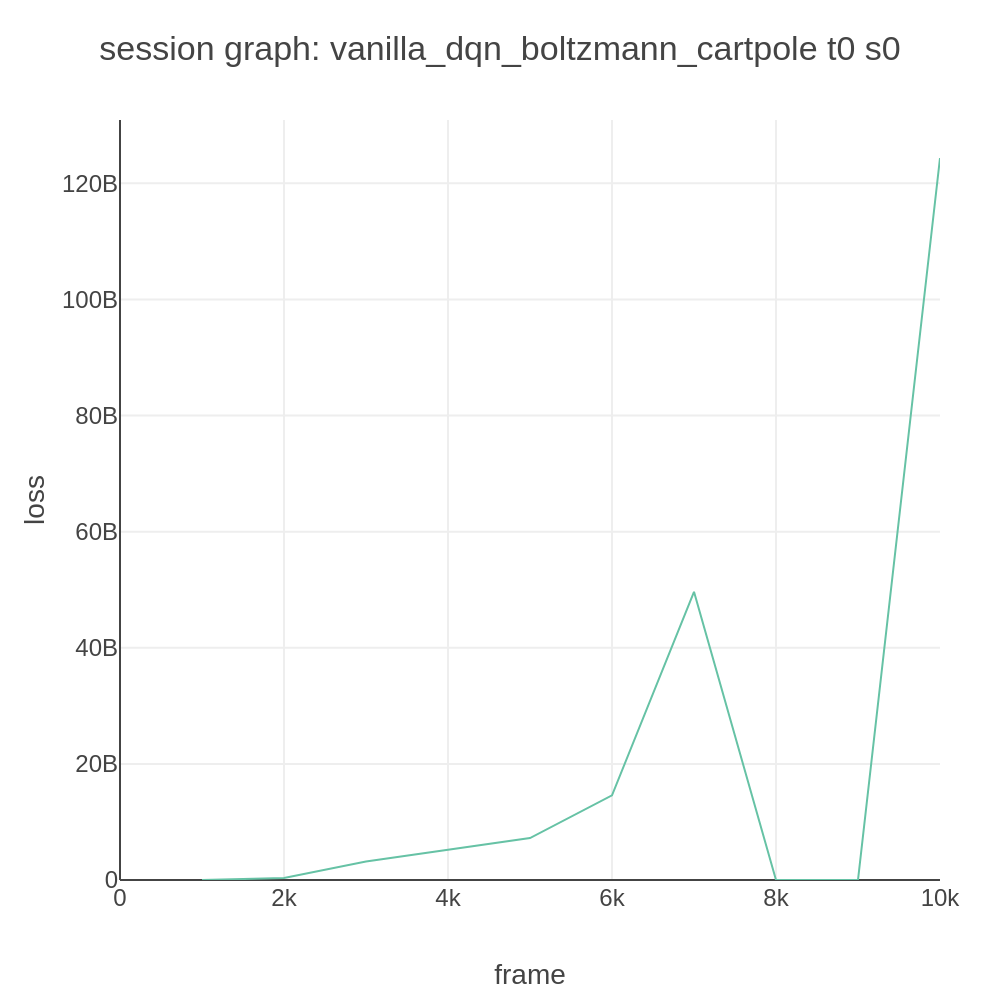 session graph: vanilla_dqn_boltzmann_cartpole t0 s0
120B
100B
80B
60B
40B
20B
0
loss
0 2k 4k 6k 8k 10k
frame